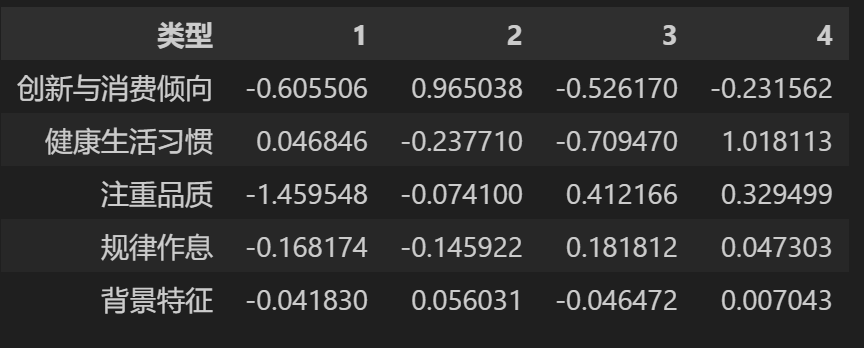 类型 1 2 3 4
创新与消费倾向 -0.605506 0.965038 -0.526170 -0.231562
健康生活习惯 0.046846 -0.237710 -0.709470 1.018113
注重品质 -1.459548 -0.074100 0.412166 0.329499
规律作息 -0.168174 -0.145922 0.181812 0.047303
背景特征 -0.041830 0.056031 -0.046472 0.007043